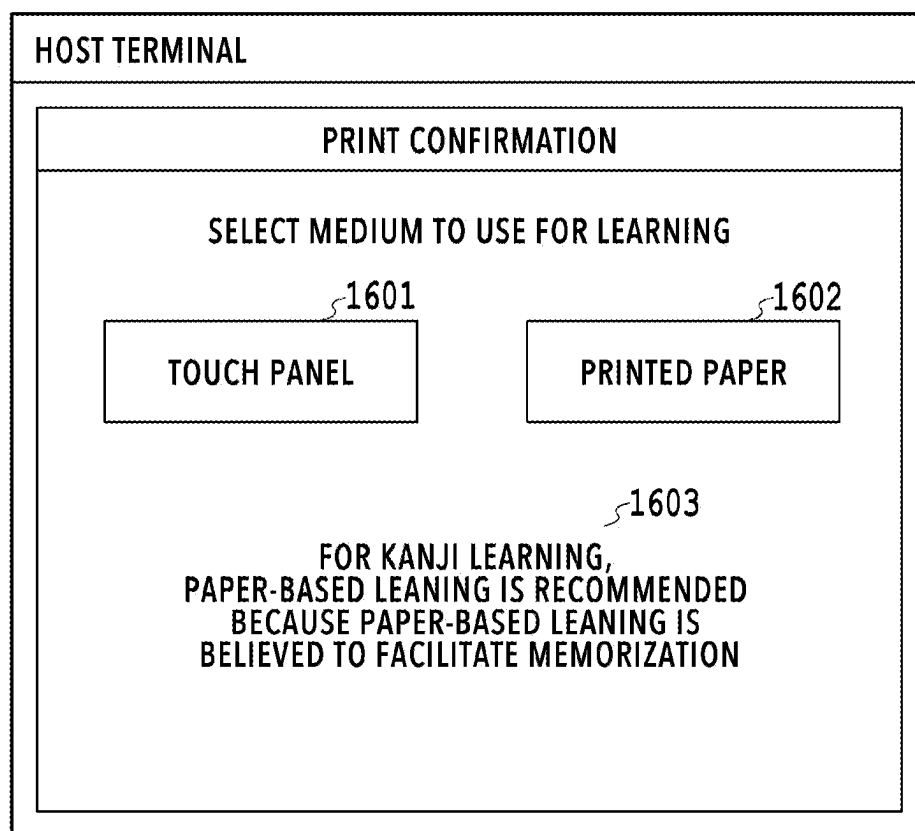 HOST TERMINAL
PRINT CONFIRMATION
SELECT MEDIUM TO USE FOR LEARNING
1601
1602
TOUCH PANEL
PRINTED PAPER
1603
FOR KANJI LEARNING,
PAPER-BASED LEANING IS RECOMMENDED
BECAUSE PAPER-BASED LEANING IS
BELIEVED TO FACILITATE MEMORIZATION